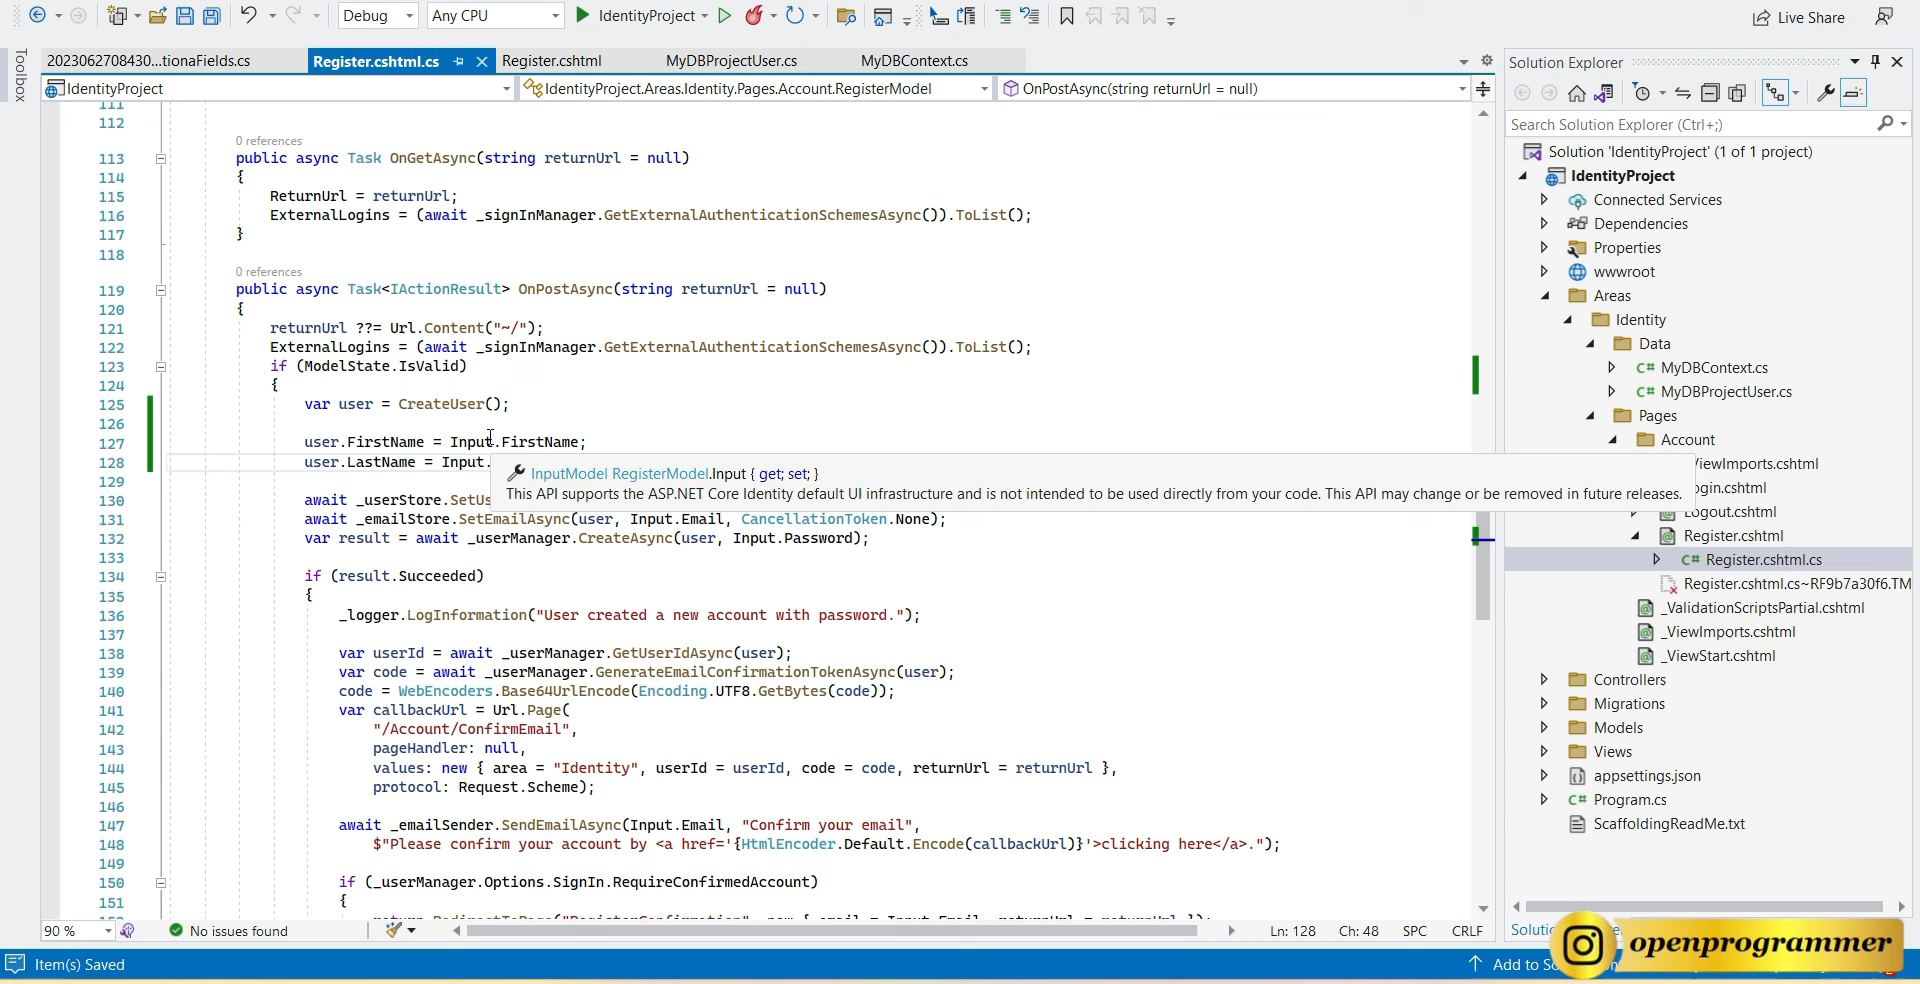 Debug
Any CPU
IdentityProject
Live Share
Toolbox
2023062708430...tionaFields.cs
Register.cshtml.cs
Register.cshtml
MyDBProjectUser.cs
MyDBContext.cs
IdentityProject
IdentityProject.Areas.Identity.Pages.Account.RegisterModel
OnPostAsync(string returnUrl = null)
111
112
0 references
113 public async Task OnGetAsync(string returnUrl = null)
114 {
115 ReturnUrl = returnUrl;
116 ExternalLogins = (await _signInManager.GetExternalAuthenticationSchemesAsync()).ToList();
117 }
118
0 references
119 public async Task<IActionResult> OnPostAsync(string returnUrl = null)
120 {
121 returnUrl ??= Url.Content("~/");
122 ExternalLogins = (await _signInManager.GetExternalAuthenticationSchemesAsync()).ToList();
123 if (ModelState.IsValid)
124 {
125 var user = CreateUser();
126
127 user.FirstName = Input.FirstName;
128 user.LastName = Input.
InputModel RegisterModel.Input { get; set; }
This API supports the ASP.NET Core Identity default UI infrastructure and is not intended to be used directly from your code. This API may change or be removed in future releases.
129
130 await _userStore.SetUs
131 await _emailStore.SetEmailAsync(user, Input.Email, CancellationToken.None);
132 var result = await _userManager.CreateAsync(user, Input.Password);
133
134 if (result.Succeeded)
135 {
136 _logger.LogInformation("User created a new account with password.");
137
138 var userId = await _userManager.GetUserIdAsync(user);
139 var code = await _userManager.GenerateEmailConfirmationTokenAsync(user);
140 code = WebEncoders.Base64UrlEncode(Encoding.UTF8.GetBytes(code));
141 var callbackUrl = Url.Page(
142 "/Account/ConfirmEmail",
143 pageHandler: null,
144 values: new { area = "Identity", userId = userId, code = code, returnUrl = returnUrl },
145 protocol: Request.Scheme);
146
147 await _emailSender.SendEmailAsync(Input.Email, "Confirm your email",
148 $"Please confirm your account by <a href='{HtmlEncoder.Default.Encode(callbackUrl)}'>clicking here</a>.");
149
150 if (_userManager.Options.SignIn.RequireConfirmedAccount)
151 {
90 %
No issues found
Ln: 128
Ch: 48
SPC
CRLF
Item(s) Saved
Solution Explorer
Search Solution Explorer (Ctrl+;)
Solution 'IdentityProject' (1 of 1 project)
IdentityProject
Connected Services
Dependencies
Properties
wwwroot
Areas
Identity
Data
MyDBContext.cs
MyDBProjectUser.cs
Pages
Account
iewImports.cshtml
ogin.cshtml
Logout.cshtml
Register.cshtml
Register.cshtml.cs
Register.cshtml.cs~RF9b7a30f6.TM
_ValidationScriptsPartial.cshtml
_ViewImports.cshtml
_ViewStart.cshtml
Controllers
Migrations
Models
Views
appsettings.json
Program.cs
ScaffoldingReadMe.txt
openprogrammer